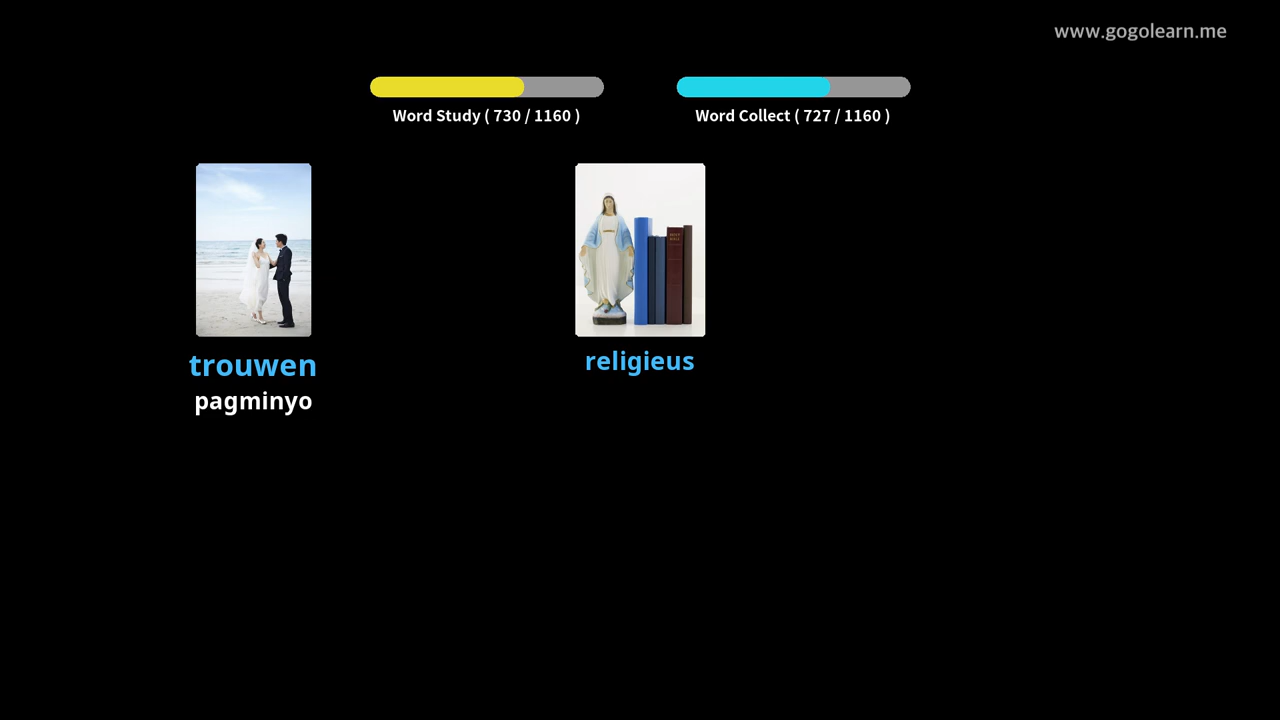 www.gogolearn.me
Word Study ( 730 / 1160 )
Word Collect ( 727 / 1160 )
trouwen
pagminyo
religieus